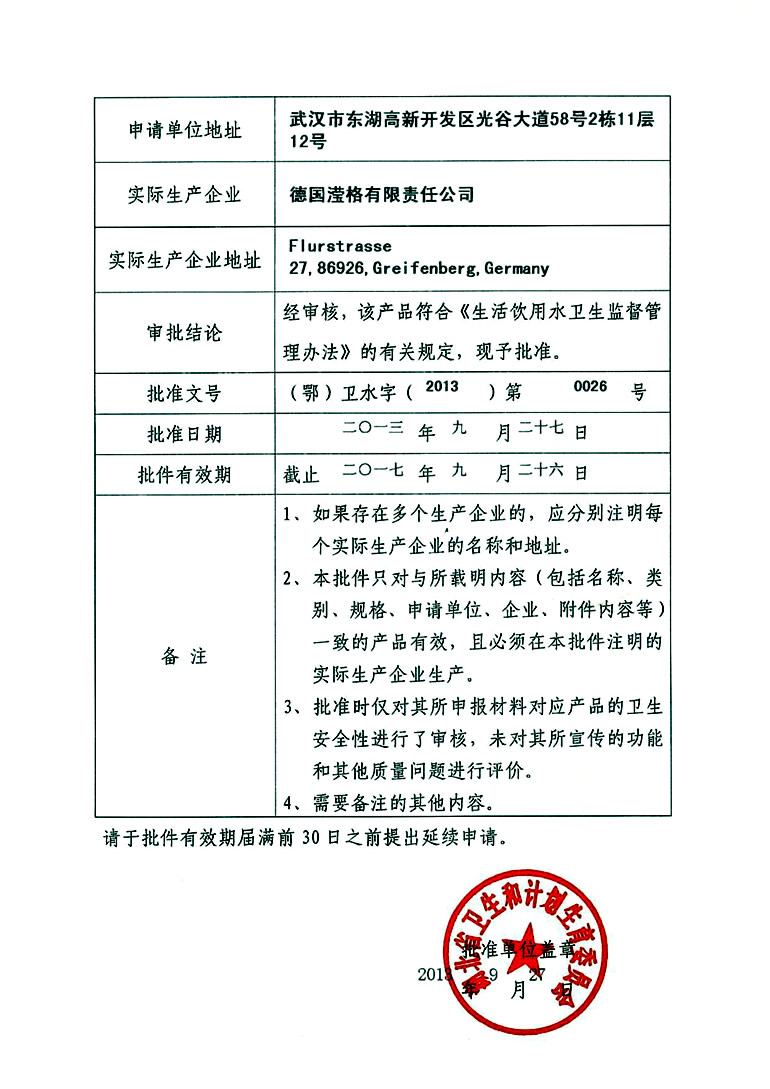 申请单位地址
武汉市东湖高新开发区光谷大道58号2栋11层
12号
实际生产企业
德国滢格有限责任公司
实际生产企业地址
Flurstrasse
27,86926,Greifenberg,Germany
审批结论
经审核，该产品符合《生活饮用水卫生监督管
理办法》的有关规定，现予批准。
批准文号
（鄂）卫水字（ 2013 ）第 0026 号
批准日期
二〇一三 年 九 月 二十七 日
批件有效期
截止 二〇一七 年 九 月 二十六 日
备 注
1、如果存在多个生产企业的，应分别注明每
个实际生产企业的名称和地址。
2、本批件只对与所载明内容（包括名称、类
别、规格、申请单位、企业、附件内容等）
一致的产品有效，且必须在本批件注明的
实际生产企业生产。
3、批准时仅对其所申报材料对应产品的卫生
安全性进行了审核，未对其所宣传的功能
和其他质量问题进行评价。
4、需要备注的其他内容。
请于批件有效期届满前 30 日之前提出延续申请。
湖北省卫生和计划生育委员会
批准单位盖章
2013 年 9 月 27 日